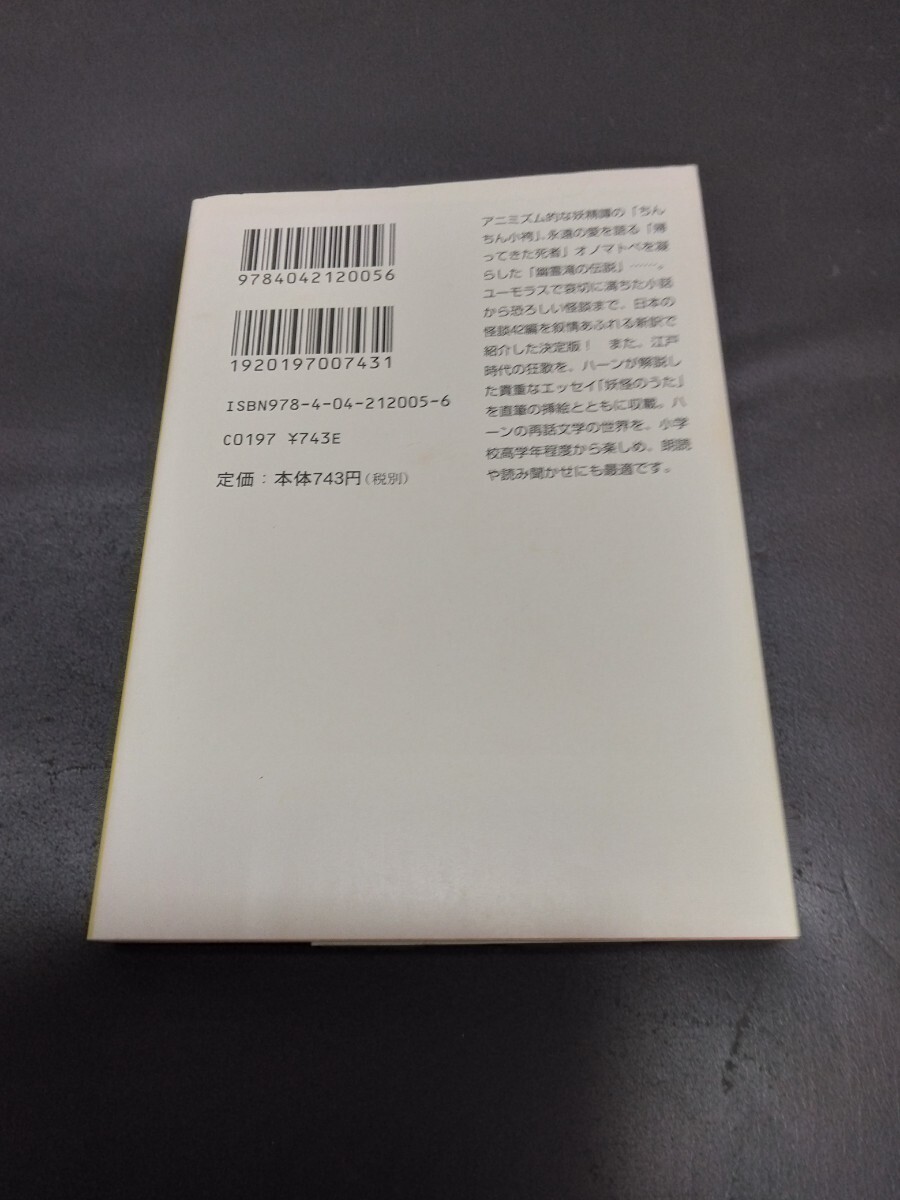 9784042120056
1920197007431
ISBN978-4-04-212005-6
C0197 ¥743E
定価：本体743円（税別）
アニミズム的な妖精譚の「ちん
ちん小袴」、永遠の愛を語る「帰
ってきた死者」オノマトペを凝
らした「幽霊滝の伝説」……。
ユーモラスで哀切に満ちた小話
から恐ろしい怪談まで、日本の
怪談42編を叙情あふれる新訳で
紹介した決定版！　また、江戸
時代の狂歌を、ハーンが解説し
た貴重なエッセイ「妖怪のうた」
を直筆の挿絵とともに収載。ハ
ーンの再話文学の世界を、小学
校高学年程度から楽しめ、朗読
や読み聞かせにも最適です。